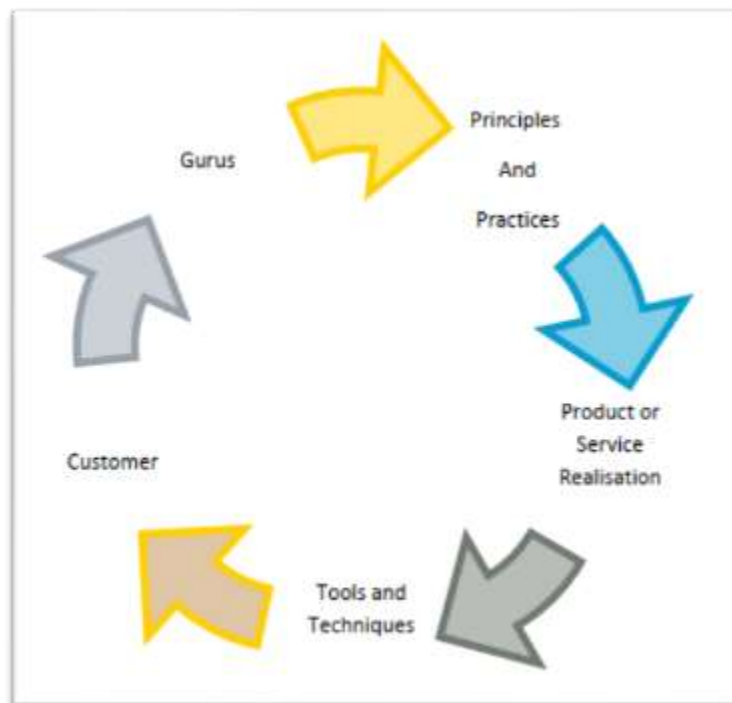 Gurus
Principles
And
Practices
Product or
Service
Realisation
Tools and
Techniques
Customer